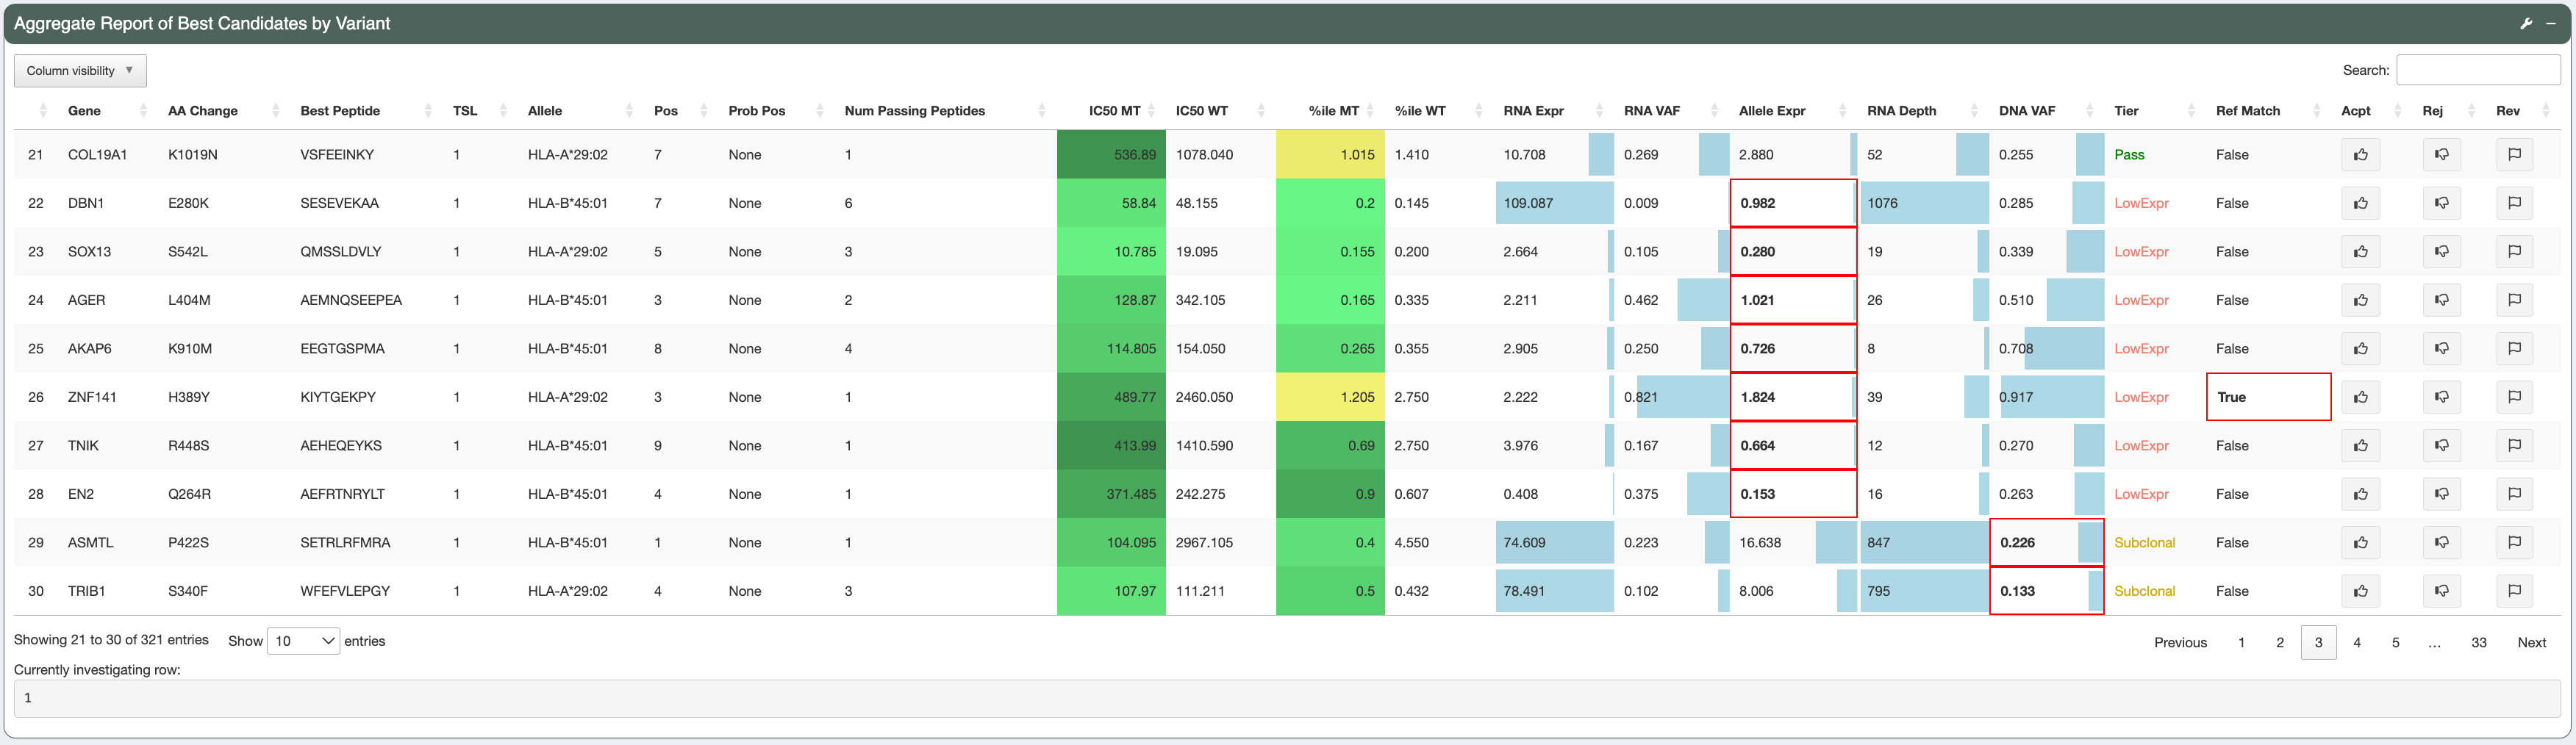 Aggregate Report of Best Candidates by Variant
Column visibility ▼ Search:
Gene AA Change Best Peptide TSL Allele Pos Prob Pos Num Passing Peptides IC50 MT IC50 WT %ile MT %ile WT RNA Expr RNA VAF Allele Expr RNA Depth DNA VAF Tier Ref Match Acpt Rej Rev
21 COL19A1 K1019N VSFEEINKY 1 HLA-A*29:02 7 None 1 536.89 1078.040 1.015 1.410 10.708 0.269 2.880 52 0.255 Pass False
22 DBN1 E280K SESEVEKAA 1 HLA-B*45:01 7 None 6 58.84 48.155 0.2 0.145 109.087 0.009 0.982 1076 0.285 LowExpr False
23 SOX13 S542L QMSSLDVLY 1 HLA-A*29:02 5 None 3 10.785 19.095 0.155 0.200 2.664 0.105 0.280 19 0.339 LowExpr False
24 AGER L404M AEMNQSEEPEA 1 HLA-B*45:01 3 None 2 128.87 342.105 0.165 0.335 2.211 0.462 1.021 26 0.510 LowExpr False
25 AKAP6 K910M EEGTGSPMA 1 HLA-B*45:01 8 None 4 114.805 154.050 0.265 0.355 2.905 0.250 0.726 8 0.708 LowExpr False
26 ZNF141 H389Y KIYTGEKPY 1 HLA-A*29:02 3 None 1 489.77 2460.050 1.205 2.750 2.222 0.821 1.824 39 0.917 LowExpr True
27 TNIK R448S AEHEQEYKS 1 HLA-B*45:01 9 None 1 413.99 1410.590 0.69 2.750 3.976 0.167 0.664 12 0.270 LowExpr False
28 EN2 Q264R AEFRTNRYLT 1 HLA-B*45:01 4 None 1 371.485 242.275 0.9 0.607 0.408 0.375 0.153 16 0.263 LowExpr False
29 ASMTL P422S SETRLRFMRA 1 HLA-B*45:01 1 None 1 104.095 2967.105 0.4 4.550 74.609 0.223 16.638 847 0.226 Subclonal False
30 TRIB1 S340F WFEFVLEPGY 1 HLA-A*29:02 4 None 3 107.97 111.211 0.5 0.432 78.491 0.102 8.006 795 0.133 Subclonal False
Showing 21 to 30 of 321 entries Show 10 entries Previous 1 2 3 4 5 … 33 Next
Currently investigating row:
1